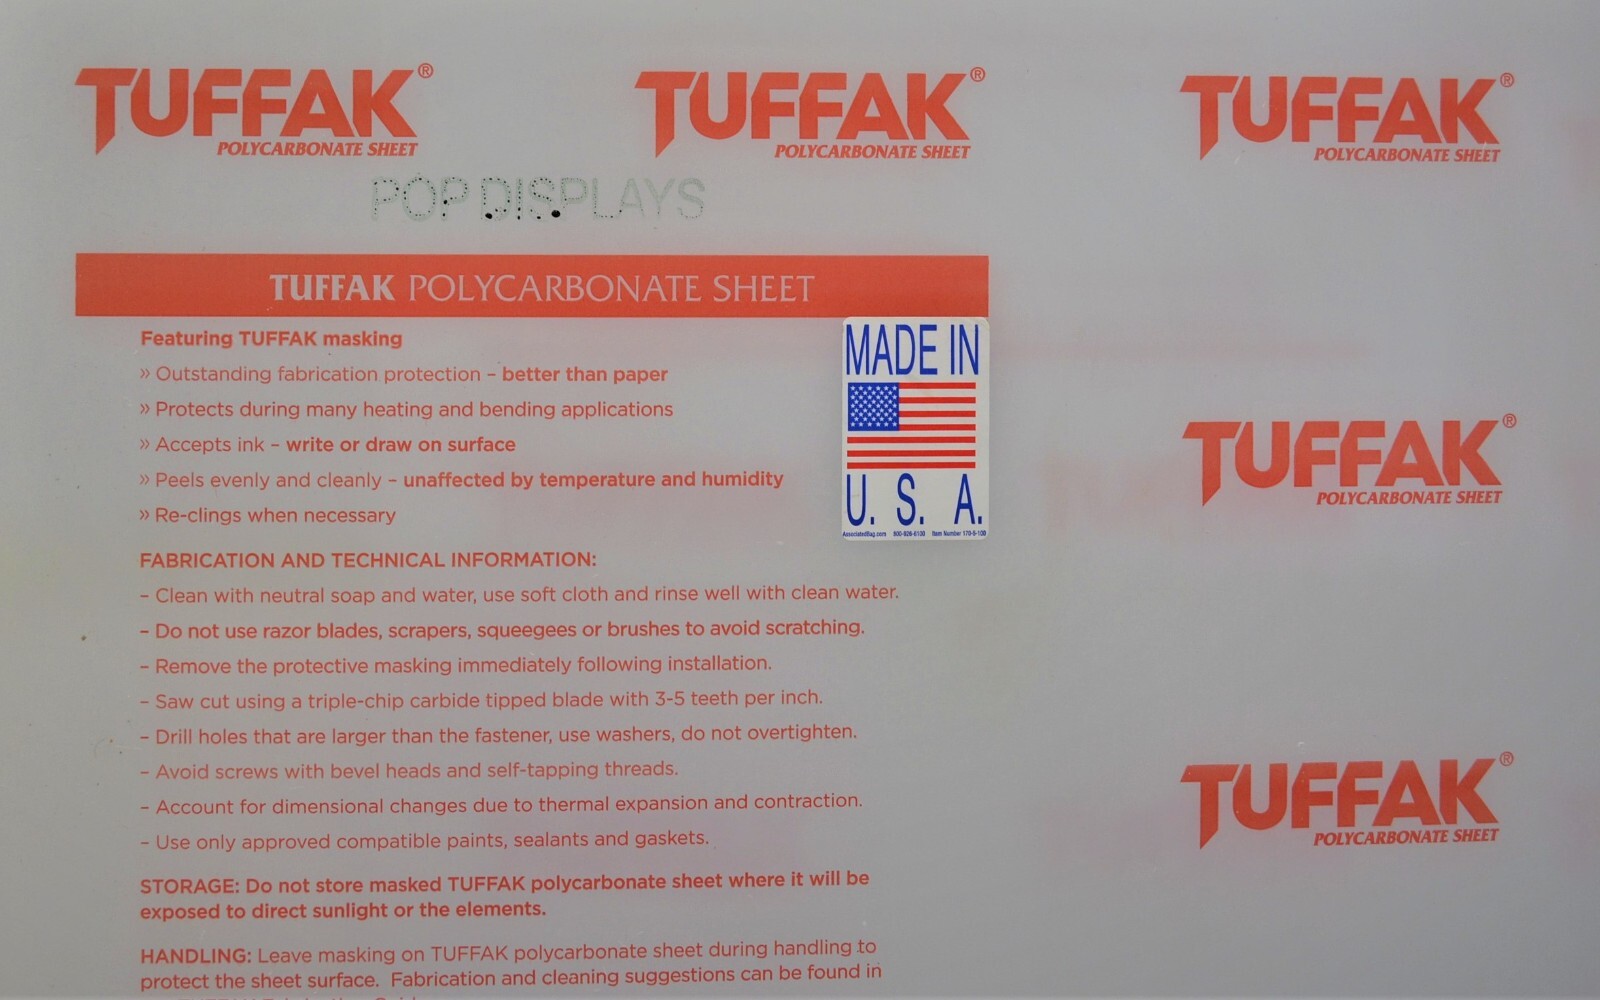 TUFFAK®
POLYCARBONATE SHEET
TUFFAK®
POLYCARBONATE SHEET
TUFFAK®
POLYCARBONATE SHEET
POP DISPLAYS
TUFFAK POLYCARBONATE SHEET
Featuring TUFFAK masking
» Outstanding fabrication protection – better than paper
» Protects during many heating and bending applications
» Accepts ink – write or draw on surface
» Peels evenly and cleanly – unaffected by temperature and humidity
» Re-clings when necessary
MADE IN
U. S. A.
AssociatedBag.com 800-926-6100 Item Number 170-5-100
TUFFAK®
POLYCARBONATE SHEET
FABRICATION AND TECHNICAL INFORMATION:
– Clean with neutral soap and water, use soft cloth and rinse well with clean water.
– Do not use razor blades, scrapers, squeegees or brushes to avoid scratching.
– Remove the protective masking immediately following installation.
– Saw cut using a triple-chip carbide tipped blade with 3-5 teeth per inch.
– Drill holes that are larger than the fastener, use washers, do not overtighten.
– Avoid screws with bevel heads and self-tapping threads.
– Account for dimensional changes due to thermal expansion and contraction.
– Use only approved compatible paints, sealants and gaskets.
TUFFAK®
POLYCARBONATE SHEET
STORAGE: Do not store masked TUFFAK polycarbonate sheet where it will be
exposed to direct sunlight or the elements.
HANDLING: Leave masking on TUFFAK polycarbonate sheet during handling to
protect the sheet surface. Fabrication and cleaning suggestions can be found in